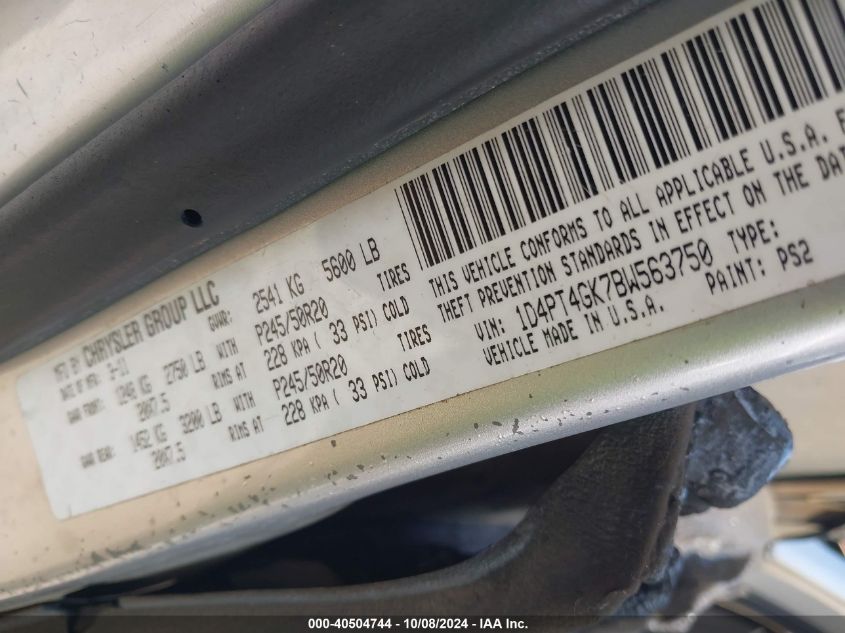 MFD BY CHRYSLER GROUP LLC
DATE OF MFR: 3-11 GVWR: 2541 KG 5600 LB
GAWR FRONT: 1248 KG 2750 LB WITH P245/50R20 TIRES
20X7.5 RIMS AT 228 KPA ( 33 PSI) COLD
GAWR REAR: 1452 KG 3200 LB WITH P245/50R20 TIRES
20X7.5 RIMS AT 228 KPA ( 33 PSI) COLD
THIS VEHICLE CONFORMS TO ALL APPLICABLE U.S.A. F
THEFT PREVENTION STANDARDS IN EFFECT ON THE DAT
VIN: 1D4PT4GK7BW563750 TYPE:
VEHICLE MADE IN U.S.A. PAINT: PS2
000-40504744 - 10/08/2024 - IAA Inc.